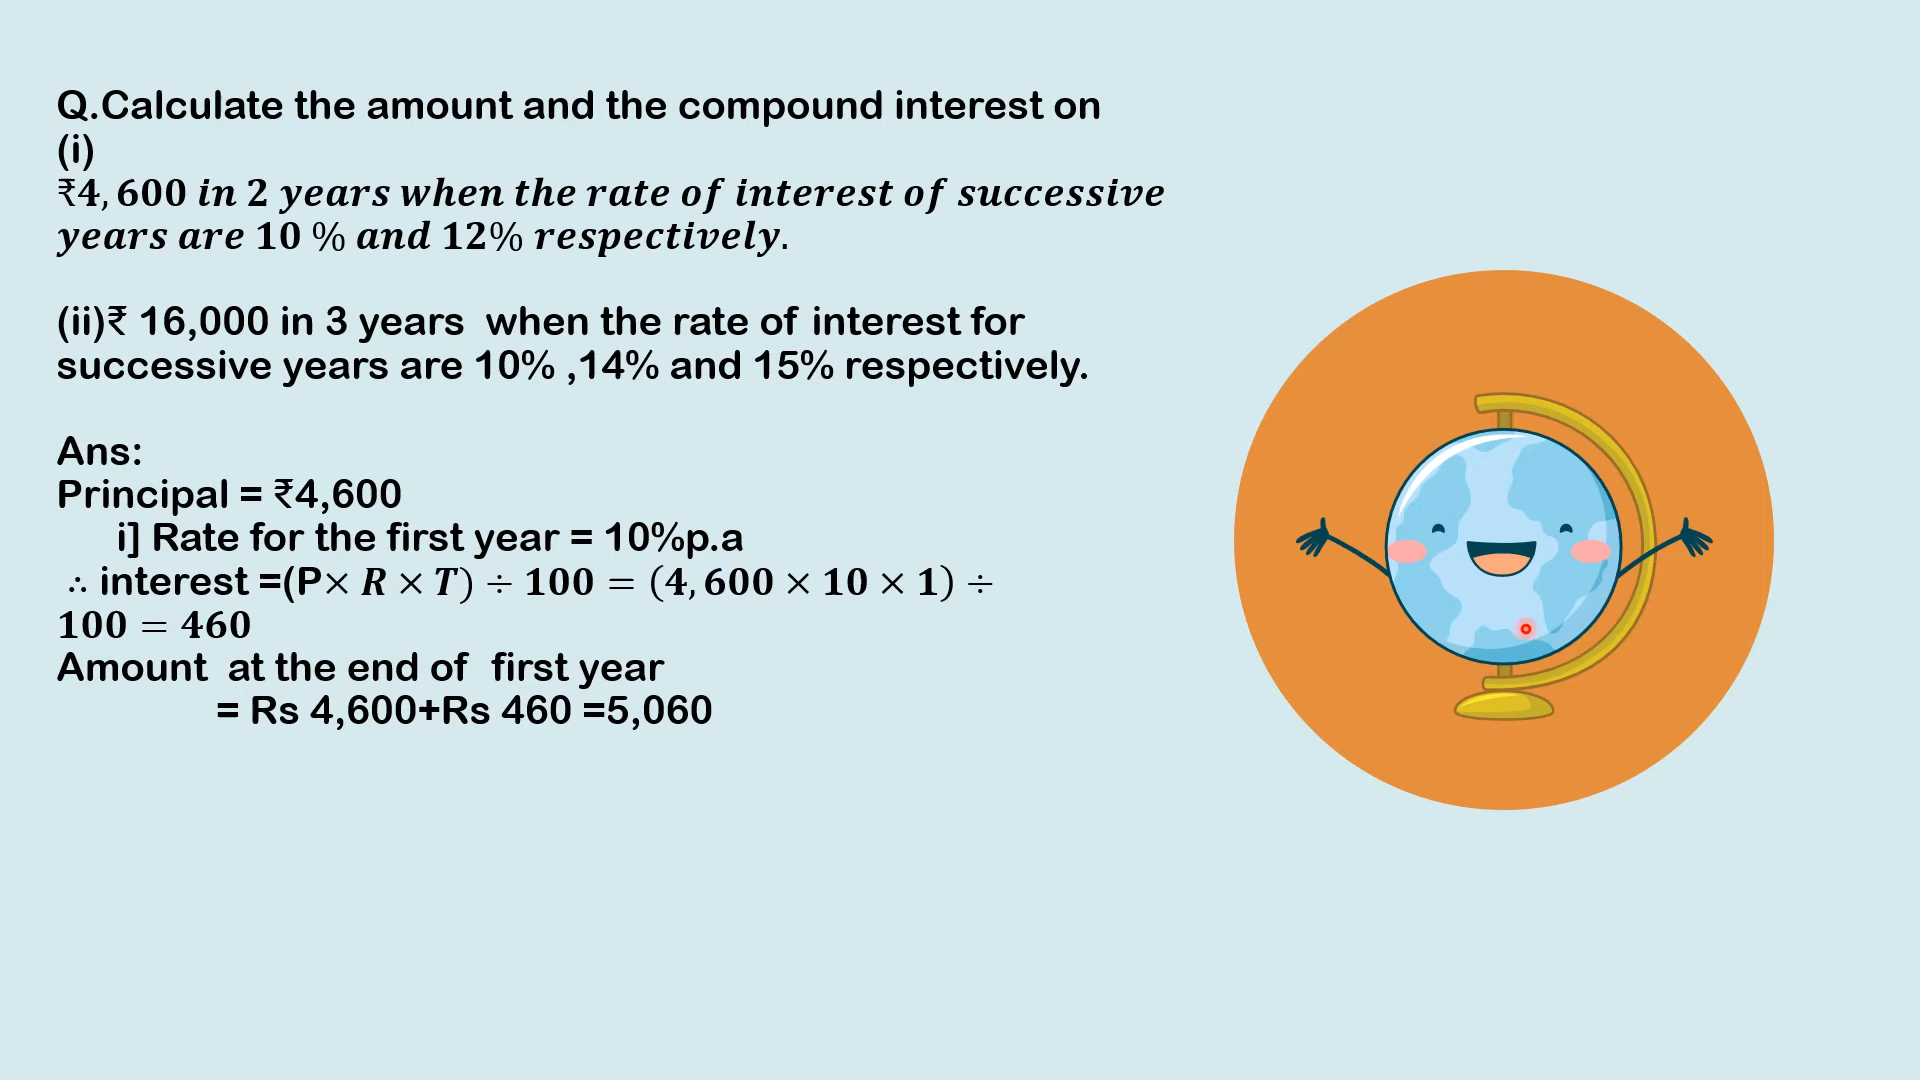 Q.Calculate the amount and the compound interest on
(i)
₹4,600 in 2 years when the rate of interest of successive
years are 10 % and 12% respectively.
(ii)₹ 16,000 in 3 years when the rate of interest for
successive years are 10% ,14% and 15% respectively.
Ans:
Principal = ₹4,600
i] Rate for the first year = 10%p.a
∴ interest =(P× R × T) ÷ 100 = (4,600 × 10 × 1) ÷
100 = 460
Amount at the end of first year
= Rs 4,600+Rs 460 =5,060